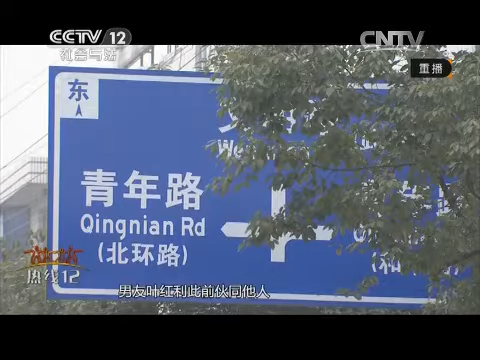 CCTV 12
社会与法
CNTV
重播
东
青年路
Qingnian Rd
(北环路)
热线12
男友叶红利此前伙同他人